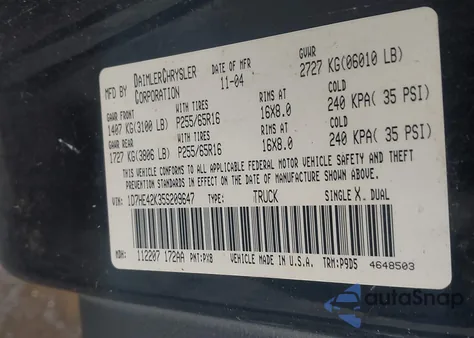 MFD BY DAIMLERCHRYSLER CORPORATION
DATE OF MFR 11-04
GVWR 2727 KG(06010 LB)
GAWR FRONT WITH TIRES RIMS AT COLD
1407 KG(3100 LB) P255/65R16 16X8.0 240 KPA( 35 PSI)
GAWR REAR WITH TIRES RIMS AT COLD
1727 KG(3806 LB) P255/65R16 16X8.0 240 KPA( 35 PSI)
THIS VEHICLE CONFORMS TO ALL APPLICABLE FEDERAL MOTOR VEHICLE SAFETY AND THEFT
PREVENTION STANDARDS IN EFFECT ON THE DATE OF MANUFACTURE SHOWN ABOVE.
VIN: 1D7HE42K35S209647 TYPE: TRUCK SINGLE X DUAL
MDH: 112207 172AA PNT:PX8 VEHICLE MADE IN U.S.A. TRM:P9D5 4648503
autoSnap